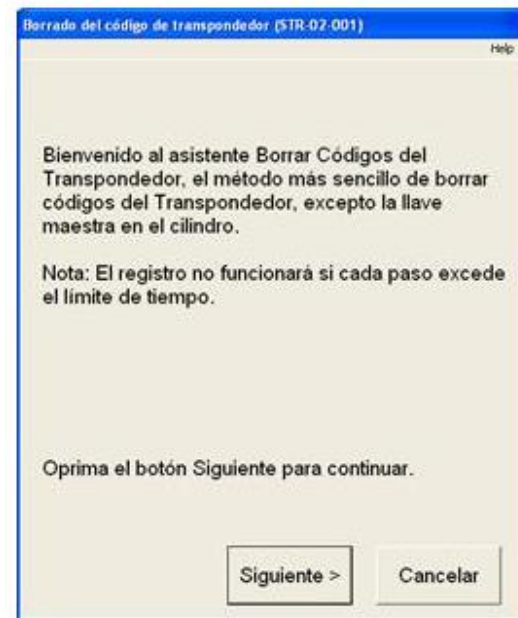 Borrado del código de transpondedor (STR-02-001)
Help
Bienvenido al asistente Borrar Códigos del
Transpondedor, el método más sencillo de borrar
códigos del Transpondedor, excepto la llave
maestra en el cilindro.
Nota: El registro no funcionará si cada paso excede
el límite de tiempo.
Oprima el botón Siguiente para continuar.
Siguiente >
Cancelar